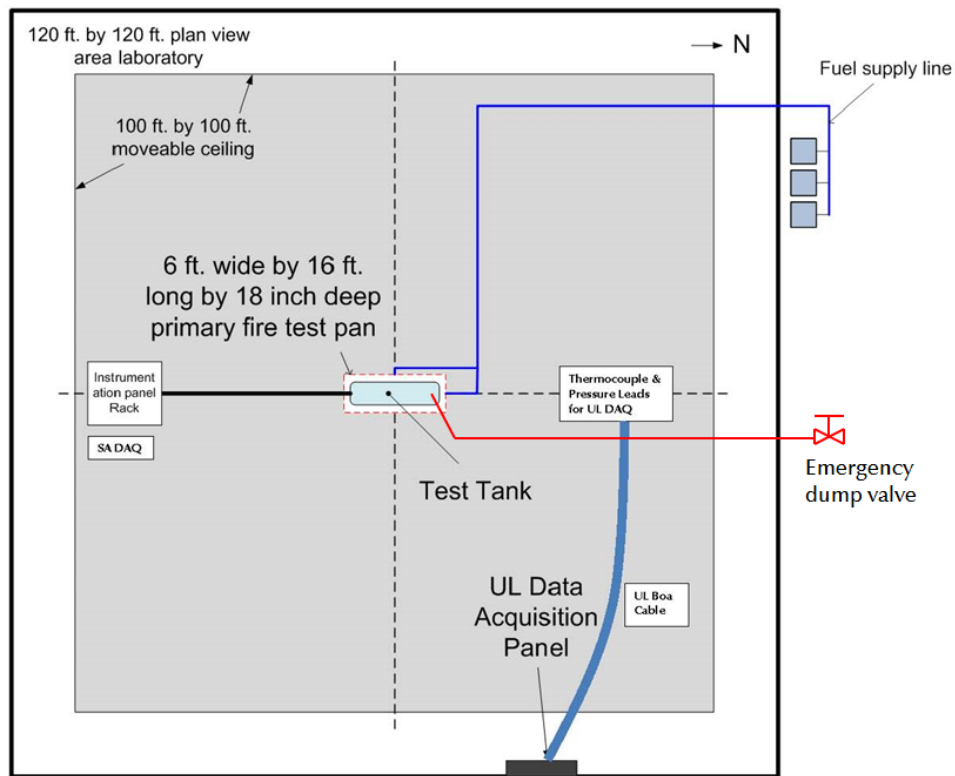 120 ft. by 120 ft. plan view
area laboratory
N
Fuel supply line
100 ft. by 100 ft.
moveable ceiling
6 ft. wide by 16 ft.
long by 18 inch deep
primary fire test pan
Instrument
ation panel
Rack
SA DAQ
Thermocouple &
Pressure Leads
for UL DAQ
Test Tank
Emergency
dump valve
UL Data
Acquisition
Panel
UL Boa
Cable